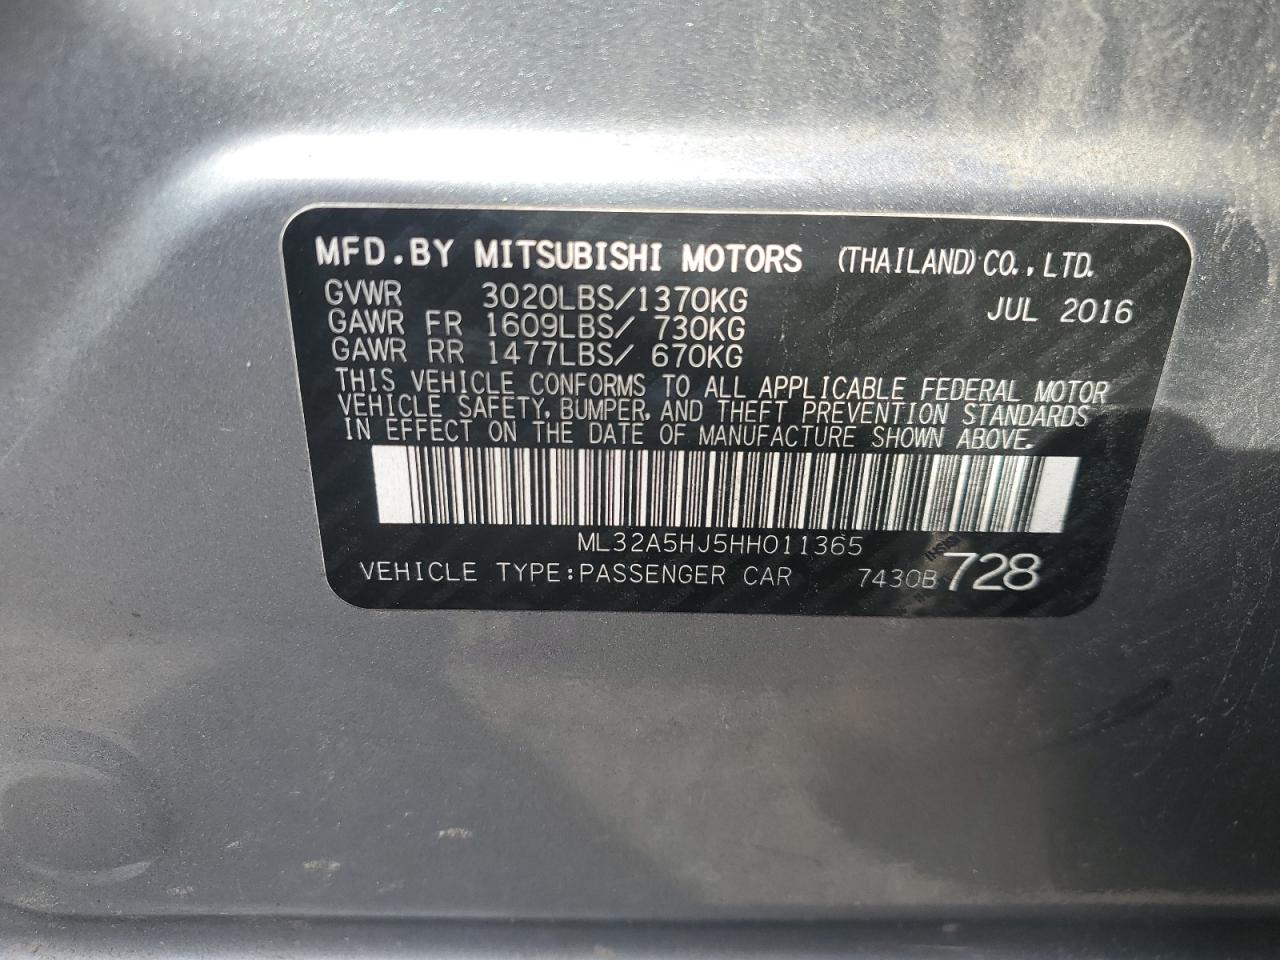 MFD.BY MITSUBISHI MOTORS (THAILAND) CO., LTD.
GVWR 3020LBS/1370KG JUL 2016
GAWR FR 1609LBS/ 730KG
GAWR RR 1477LBS/ 670KG
THIS VEHICLE CONFORMS TO ALL APPLICABLE FEDERAL MOTOR
VEHICLE SAFETY, BUMPER, AND THEFT PREVENTION STANDARDS
IN EFFECT ON THE DATE OF MANUFACTURE SHOWN ABOVE.
ML32A5HJ5HH011365
VEHICLE TYPE:PASSENGER CAR 7430B 728